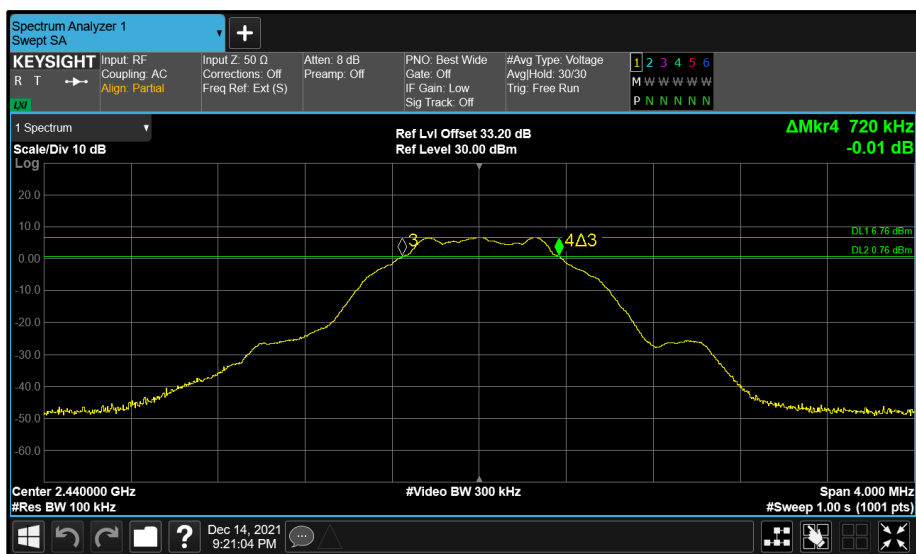 Spectrum Analyzer 1
Swept SA
KEYSIGHT
R T
LXI
Input: RF
Coupling: AC
Align: Partial
Input Z: 50 Ω
Corrections: Off
Freq Ref: Ext (S)
Atten: 8 dB
Preamp: Off
PNO: Best Wide
Gate: Off
IF Gain: Low
Sig Track: Off
#Avg Type: Voltage
Avg|Hold: 30/30
Trig: Free Run
1 2 3 4 5 6
M W W W W W
P N N N N N
1 Spectrum
Scale/Div 10 dB
Log
Ref Lvl Offset 33.20 dB
Ref Level 30.00 dBm
ΔMkr4 720 kHz
-0.01 dB
20.0
10.0
0.00
-10.0
-20.0
-30.0
-40.0
-50.0
-60.0
3
4Δ3
DL1 6.76 dBm
DL2 0.76 dBm
Center 2.440000 GHz
#Res BW 100 kHz
#Video BW 300 kHz
Span 4.000 MHz
#Sweep 1.00 s (1001 pts)
?
Dec 14, 2021
9:21:04 PM